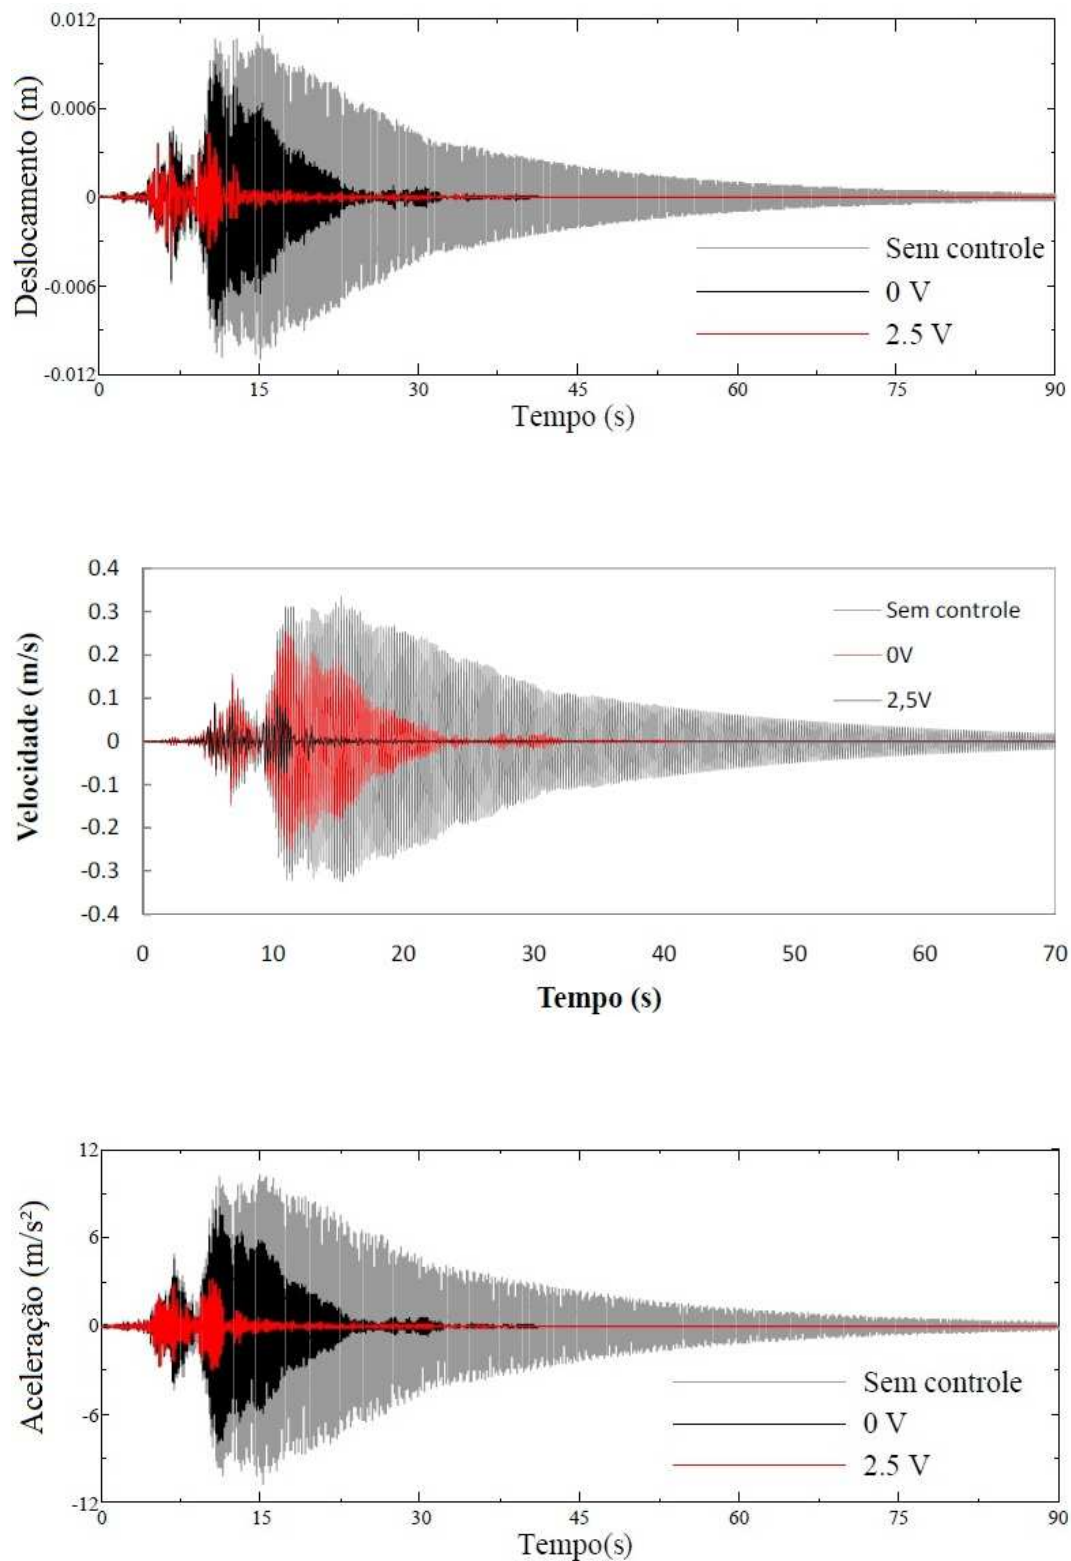 Deslocamento (m)
0.012
0.006
0
-0.006
-0.012
Sem controle
0 V
2.5 V
0 15 30 45 60 75 90
Tempo (s)
Velocidade (m/s)
0.4
0.3
0.2
0.1
0
-0.1
-0.2
-0.3
-0.4
Sem controle
0V
2,5V
0 10 20 30 40 50 60 70
Tempo (s)
Aceleração (m/s²)
12
6
0
-6
-12
Sem controle
0 V
2.5 V
0 15 30 45 60 75 90
Tempo(s)